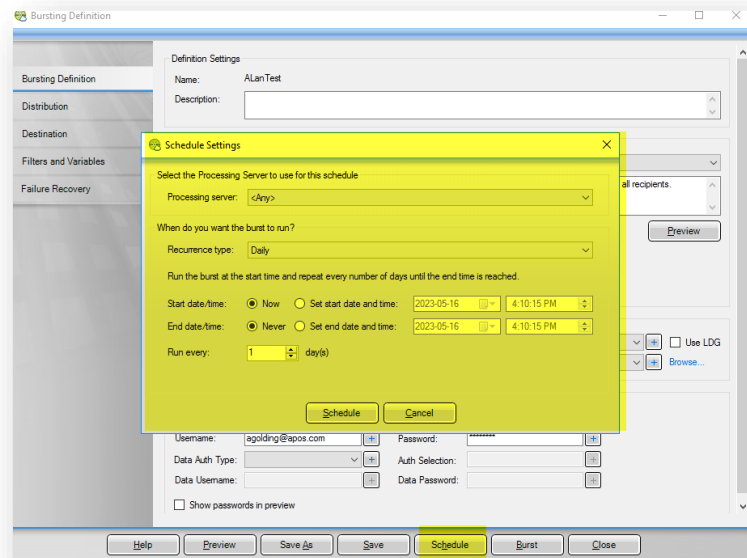 Bursting Definition
Bursting Definition
Distribution
Destination
Filters and Variables
Failure Recovery
Definition Settings
Name: ALanTest
Description:
Schedule Settings
Select the Processing Server to use for this schedule
Processing server: <Any>
When do you want the burst to run?
Recurrence type: Daily
Run the burst at the start time and repeat every number of days until the end time is reached.
Start date/time: Now Set start date and time: 2023-05-16 4:10:15 PM
End date/time: Never Set end date and time: 2023-05-16 4:10:15 PM
Run every: 1 day(s)
Schedule Cancel
all recipients.
Preview
Use LDG
Browse...
Username: agolding@apos.com Password: ********
Data Auth Type: Auth Selection:
Data Username: Data Password:
Show passwords in preview
Help Preview Save As Save Schedule Burst Close